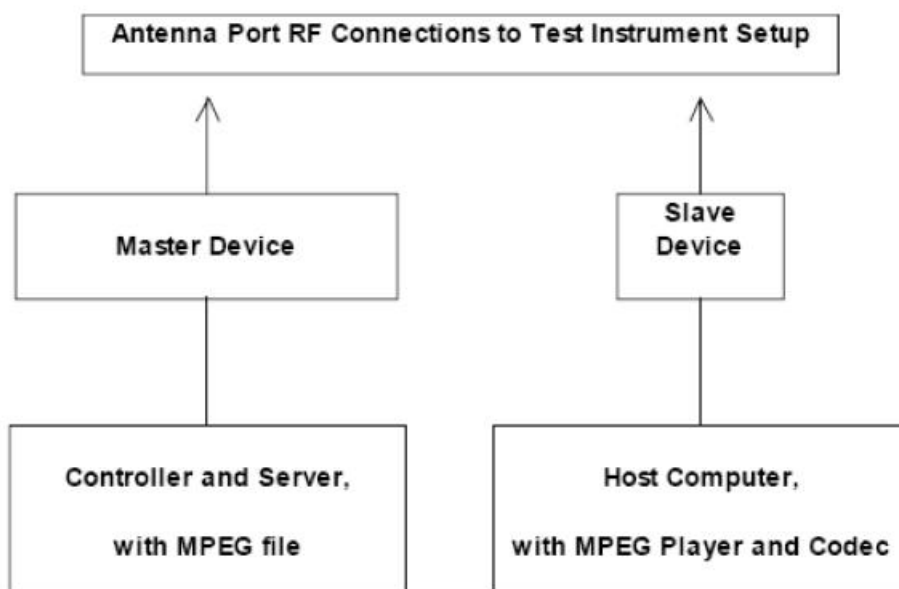 Antenna Port RF Connections to Test Instrument Setup
Master Device
Slave
Device
Controller and Server,
with MPEG file
Host Computer,
with MPEG Player and Codec